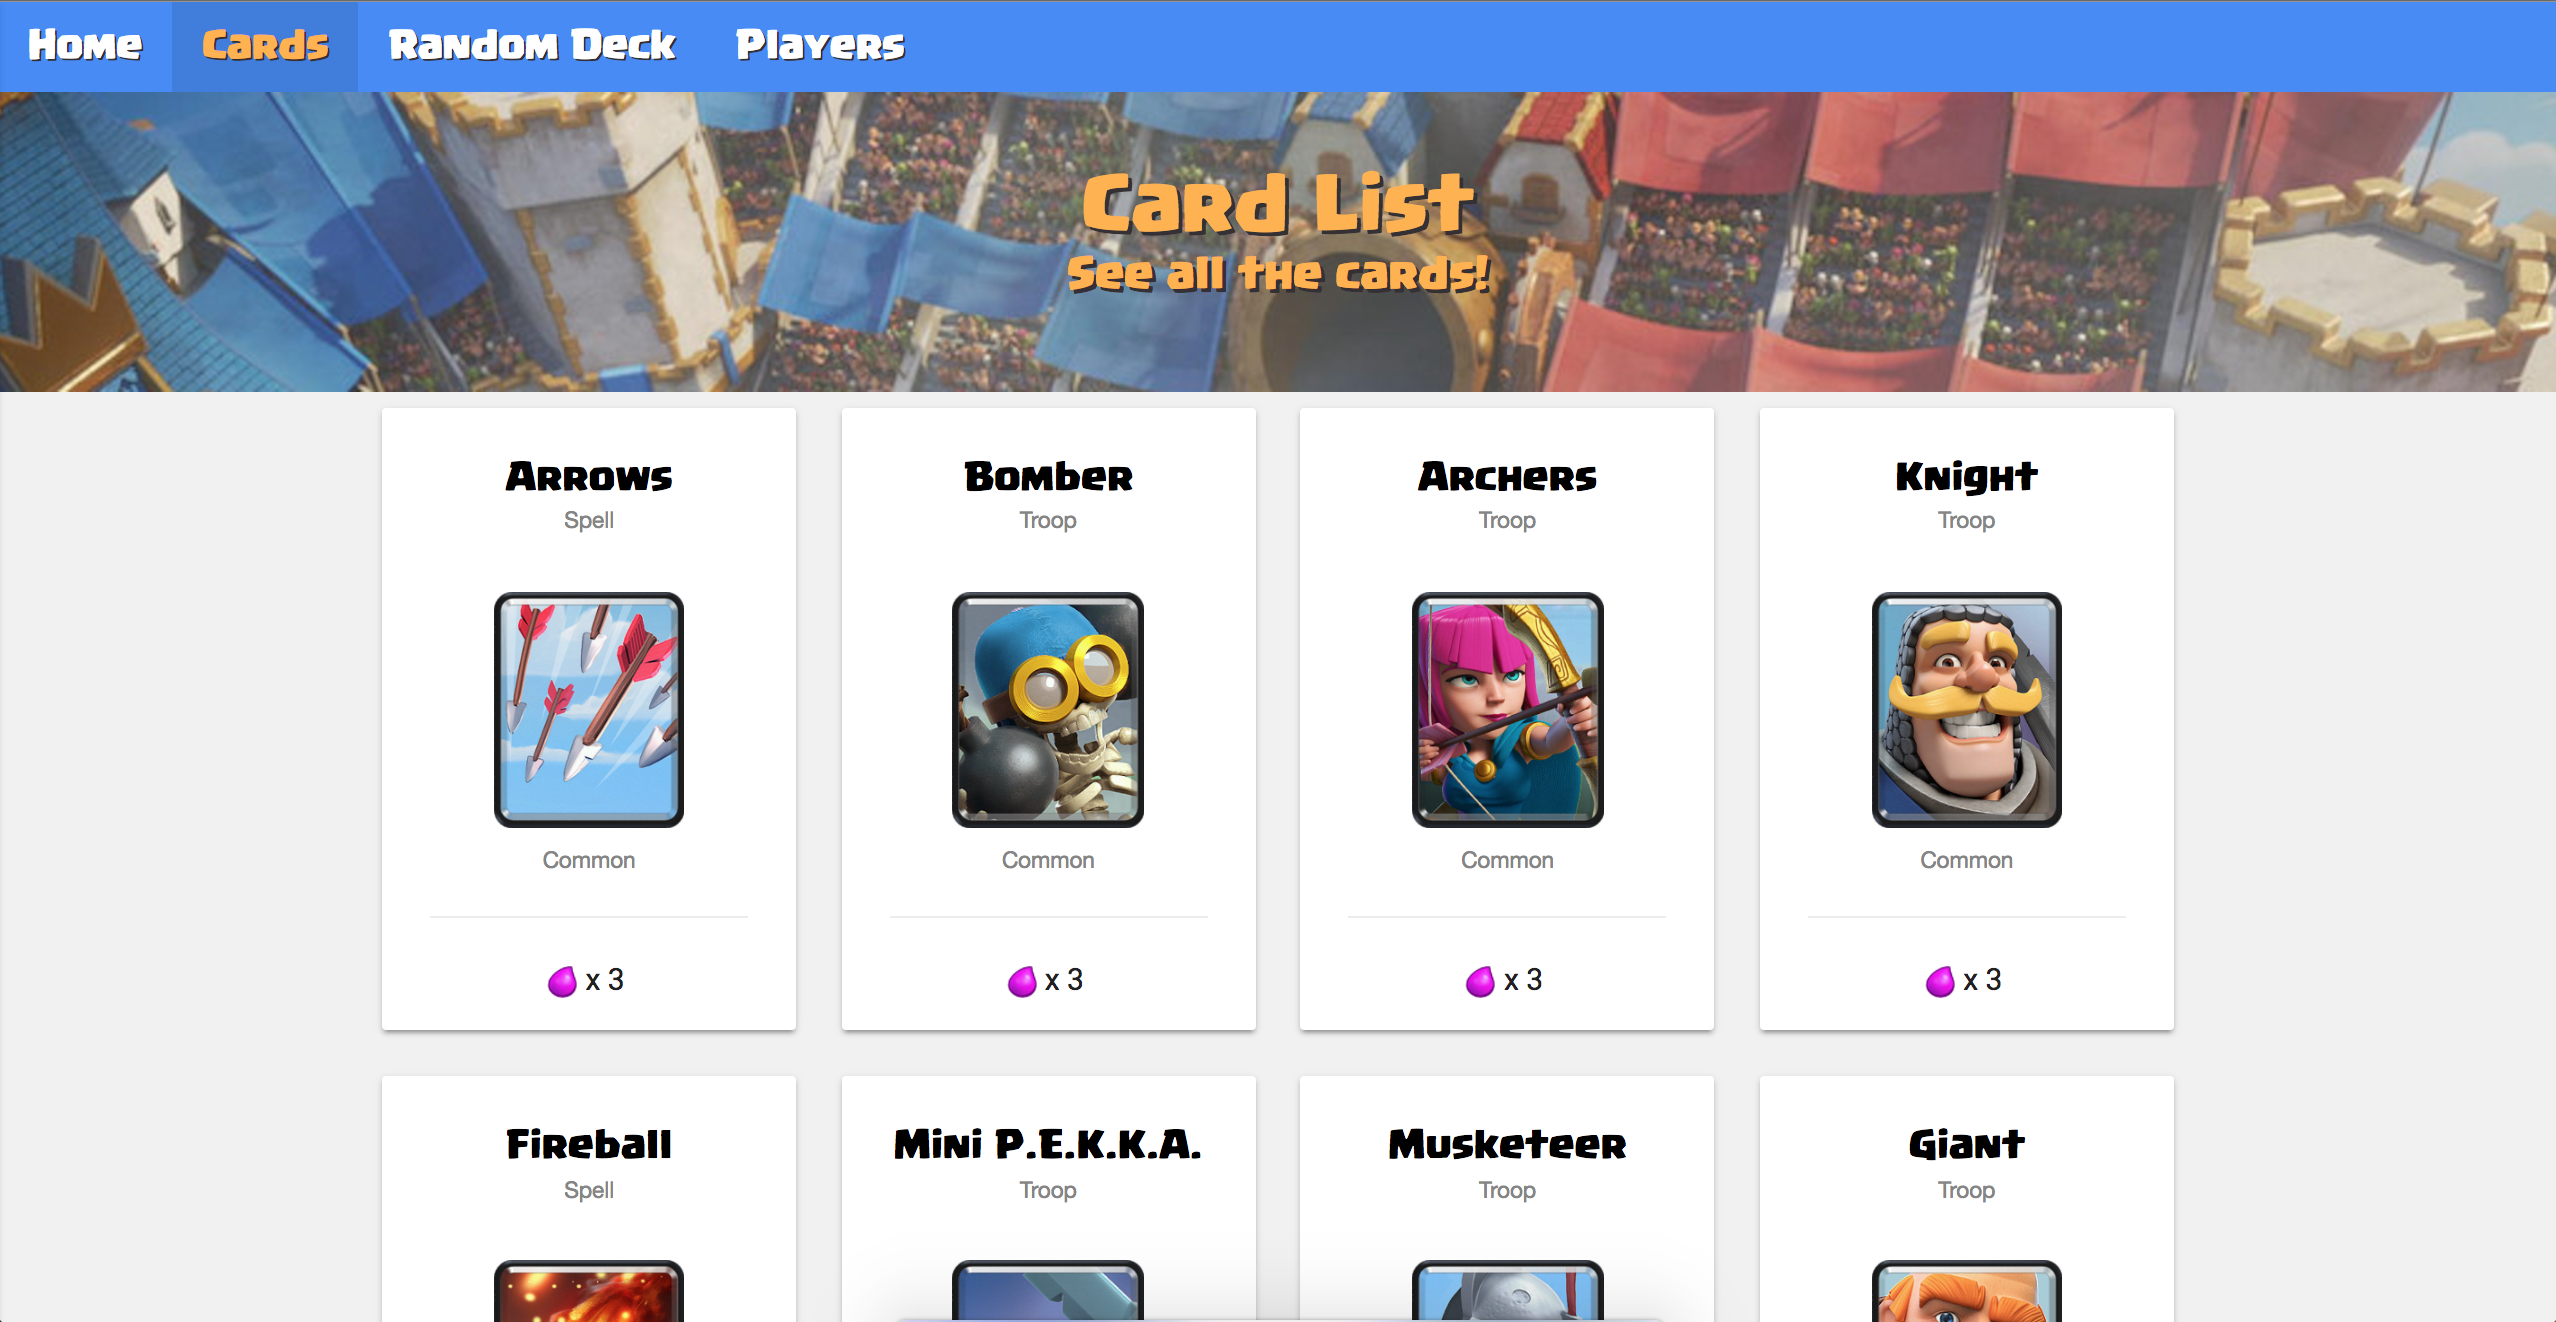 Home Cards Random Deck Players
Card List
See all the cards!
Arrows
Spell
Common
x 3
Bomber
Troop
Common
x 3
Archers
Troop
Common
x 3
Knight
Troop
Common
x 3
Fireball
Spell
Mini P.E.K.K.A.
Troop
Musketeer
Troop
Giant
Troop